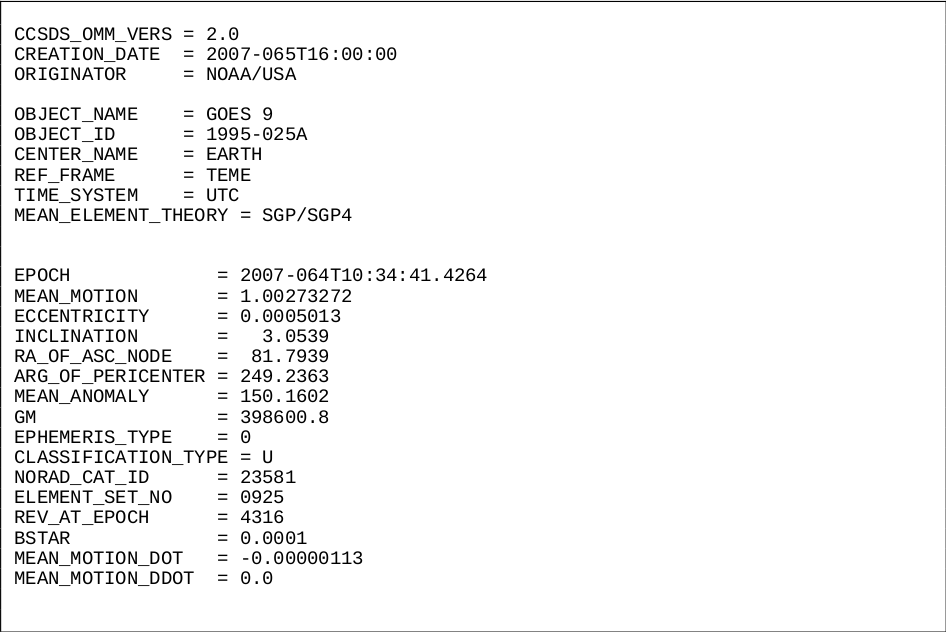 CCSDS_OMM_VERS = 2.0
CREATION_DATE  = 2007-065T16:00:00
ORIGINATOR     = NOAA/USA

OBJECT_NAME    = GOES 9
OBJECT_ID      = 1995-025A
CENTER_NAME    = EARTH
REF_FRAME      = TEME
TIME_SYSTEM    = UTC
MEAN_ELEMENT_THEORY = SGP/SGP4

EPOCH             = 2007-064T10:34:41.4264
MEAN_MOTION       = 1.00273272
ECCENTRICITY      = 0.0005013
INCLINATION       =   3.0539
RA_OF_ASC_NODE    =  81.7939
ARG_OF_PERICENTER = 249.2363
MEAN_ANOMALY      = 150.1602
GM                = 398600.8
EPHEMERIS_TYPE    = 0
CLASSIFICATION_TYPE = U
NORAD_CAT_ID      = 23581
ELEMENT_SET_NO    = 0925
REV_AT_EPOCH      = 4316
BSTAR             = 0.0001
MEAN_MOTION_DOT   = -0.00000113
MEAN_MOTION_DDOT  = 0.0